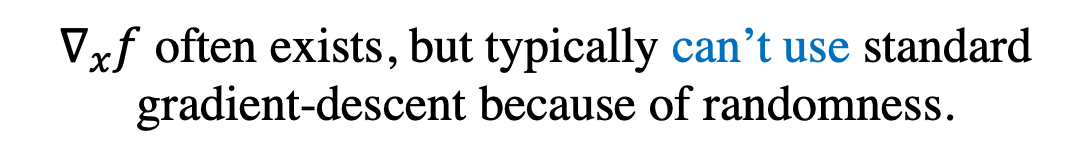 ∇ₓf often exists, but typically can’t use standard
gradient-descent because of randomness.